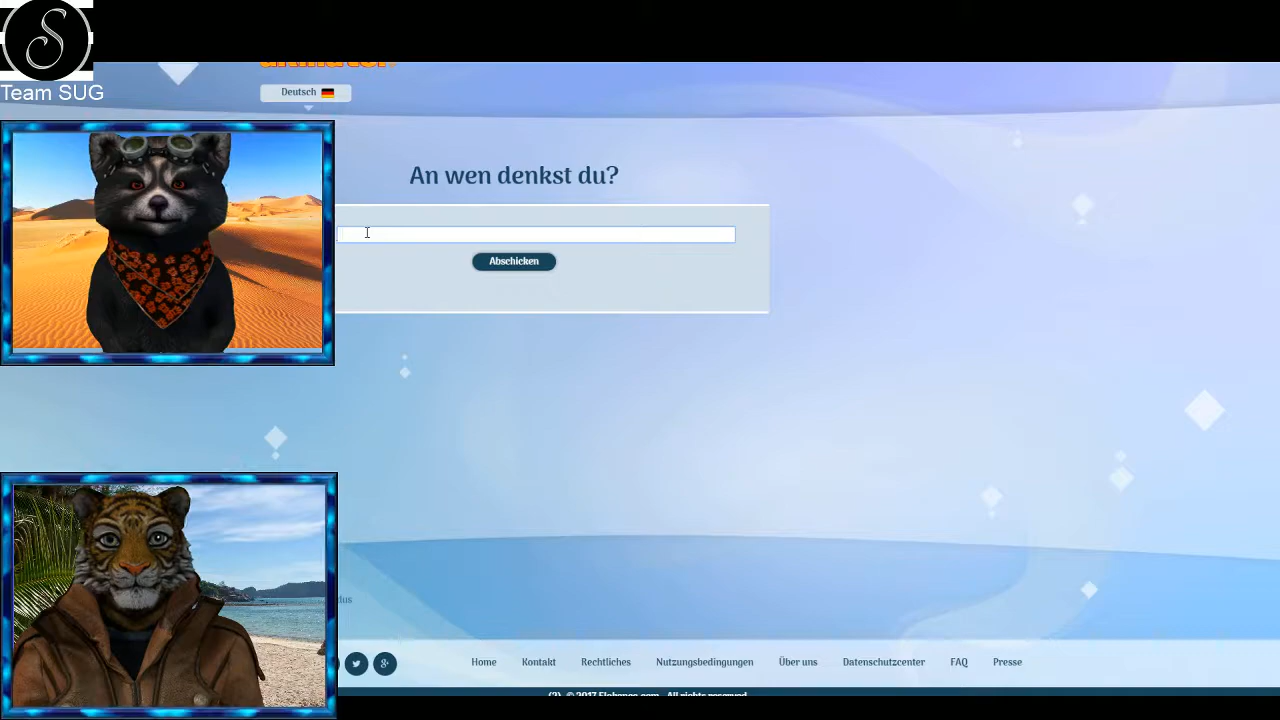 S
Team SUG
Deutsch
An wen denkst du?
Abschicken
Home
Kontakt
Rechtliches
Nutzungsbedingungen
Über uns
Datenschutzcenter
FAQ
Presse